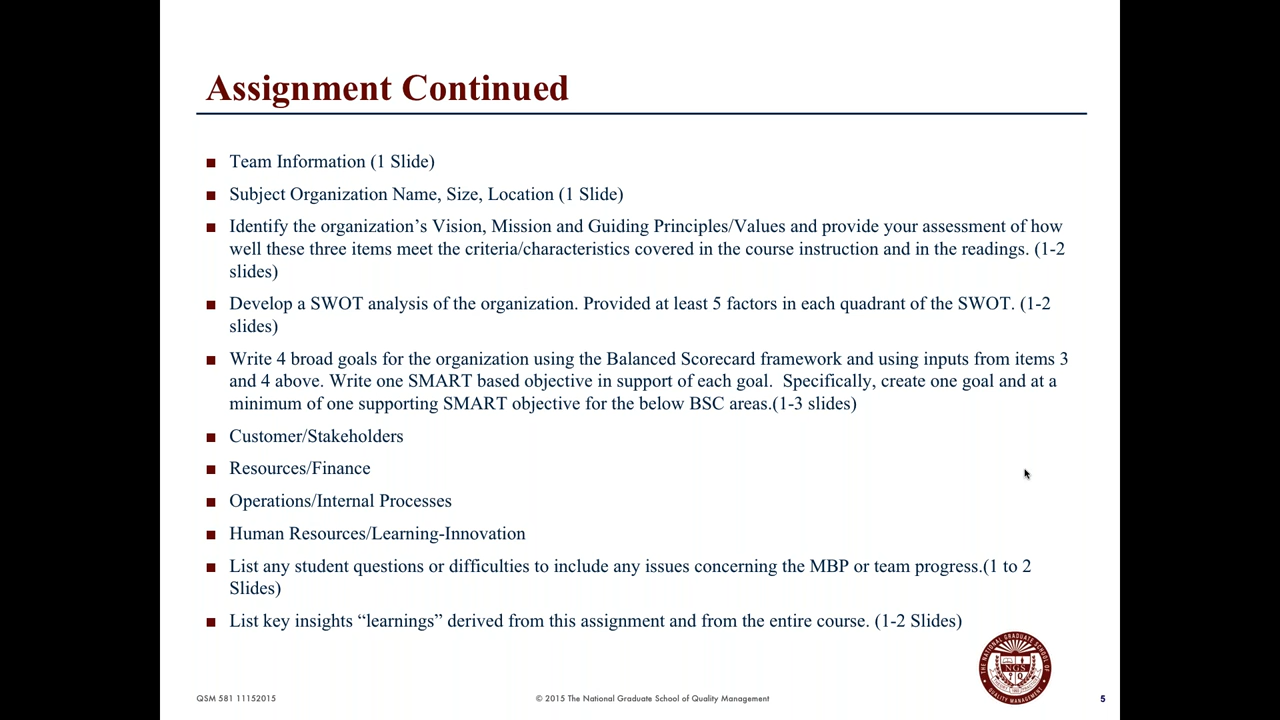 Assignment Continued
Team Information (1 Slide)
Subject Organization Name, Size, Location (1 Slide)
Identify the organization’s Vision, Mission and Guiding Principles/Values and provide your assessment of how
well these three items meet the criteria/characteristics covered in the course instruction and in the readings. (1-2
slides)
Develop a SWOT analysis of the organization. Provided at least 5 factors in each quadrant of the SWOT. (1-2
slides)
Write 4 broad goals for the organization using the Balanced Scorecard framework and using inputs from items 3
and 4 above. Write one SMART based objective in support of each goal.  Specifically, create one goal and at a
minimum of one supporting SMART objective for the below BSC areas.(1-3 slides)
Customer/Stakeholders
Resources/Finance
Operations/Internal Processes
Human Resources/Learning-Innovation
List any student questions or difficulties to include any issues concerning the MBP or team progress.(1 to 2
Slides)
List key insights “learnings” derived from this assignment and from the entire course. (1-2 Slides)
THE NATIONAL GRADUATE SCHOOL OF
QUALITY MANAGEMENT
NGS
QSM 581 11152015
© 2015 The National Graduate School of Quality Management
5